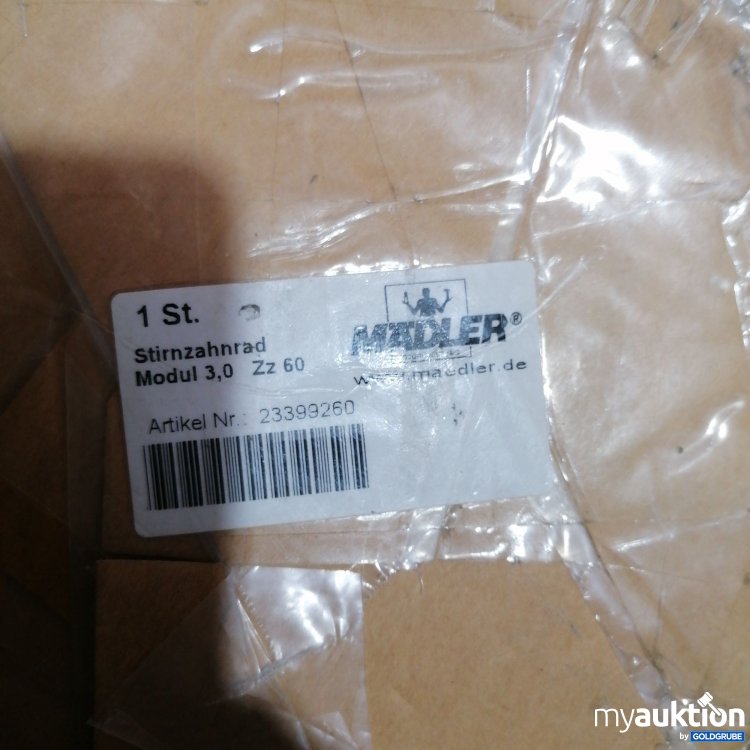 1 St.
Stirnzahnrad
Modul 3,0 Zz 60
MÄDLER®
www.maedler.de
Artikel Nr.: 23399260
myauktion
by GOLDGRUBE